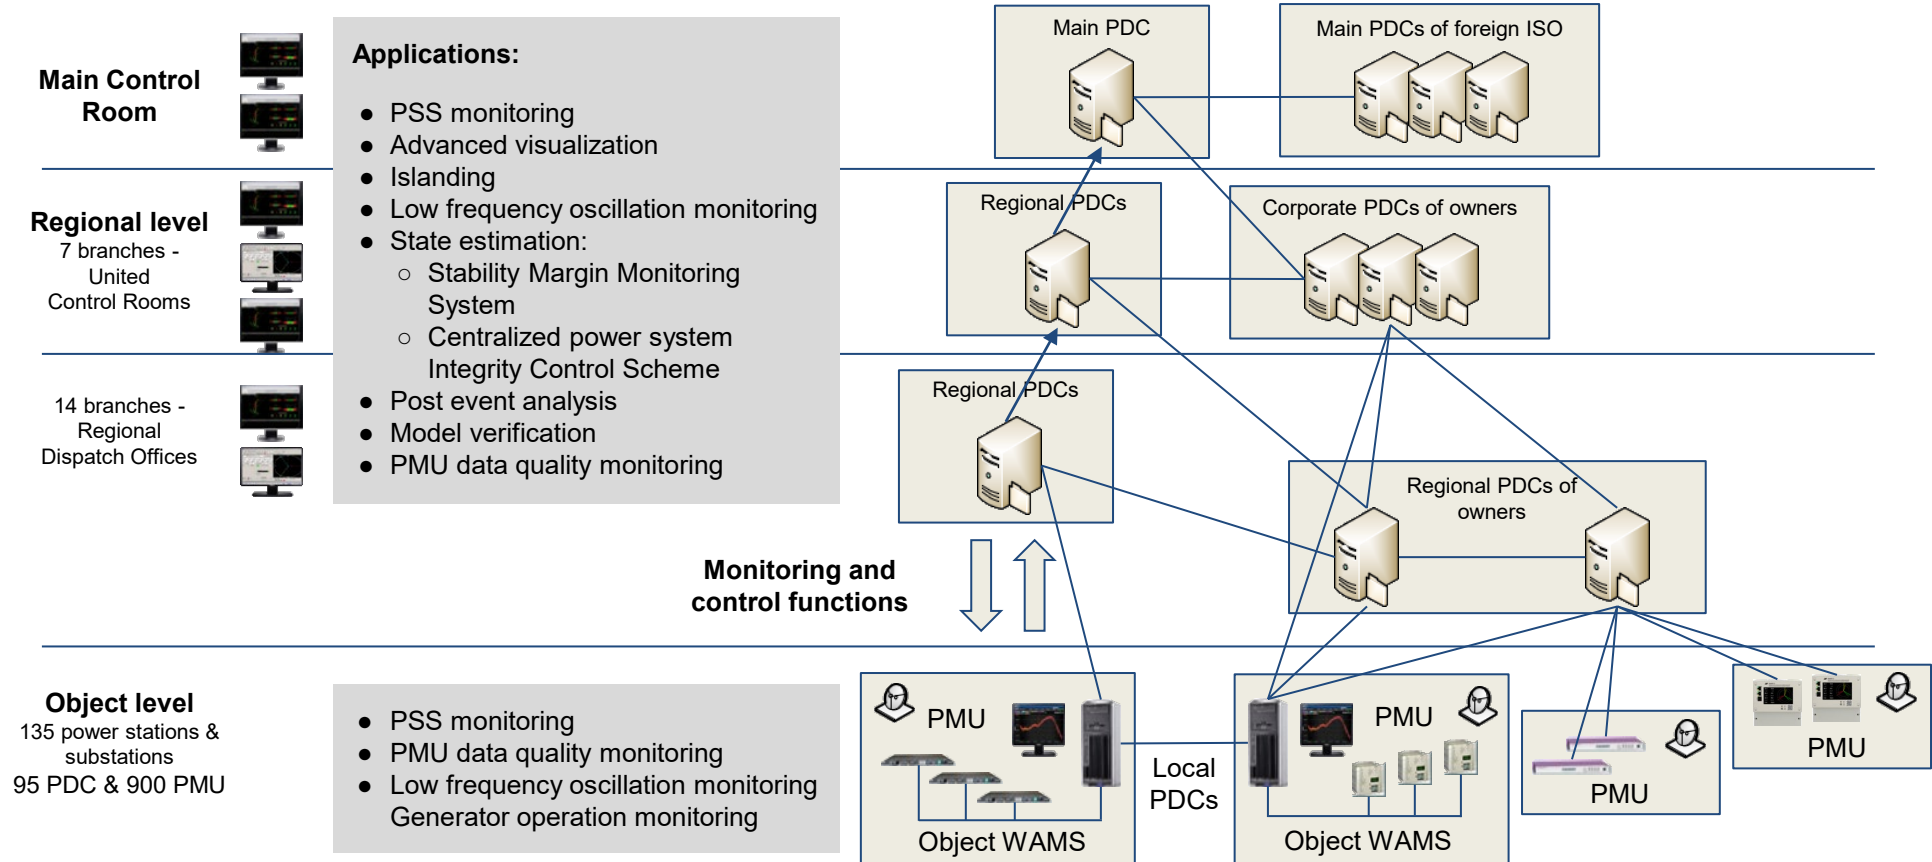 Main Control
Room
Applications:
● PSS monitoring
● Advanced visualization
● Islanding
● Low frequency oscillation monitoring
● State estimation:
○ Stability Margin Monitoring
System
○ Centralized power system
Integrity Control Scheme
● Post event analysis
● Model verification
● PMU data quality monitoring
Main PDC
Main PDCs of foreign ISO
Regional level
7 branches -
United
Control Rooms
Regional PDCs
Corporate PDCs of owners
14 branches -
Regional
Dispatch Offices
Regional PDCs
Regional PDCs of
owners
Monitoring and
control functions
Object level
135 power stations &
substations
95 PDC & 900 PMU
● PSS monitoring
● PMU data quality monitoring
● Low frequency oscillation monitoring
Generator operation monitoring
PMU
Object WAMS
Local
PDCs
PMU
Object WAMS
PMU
PMU